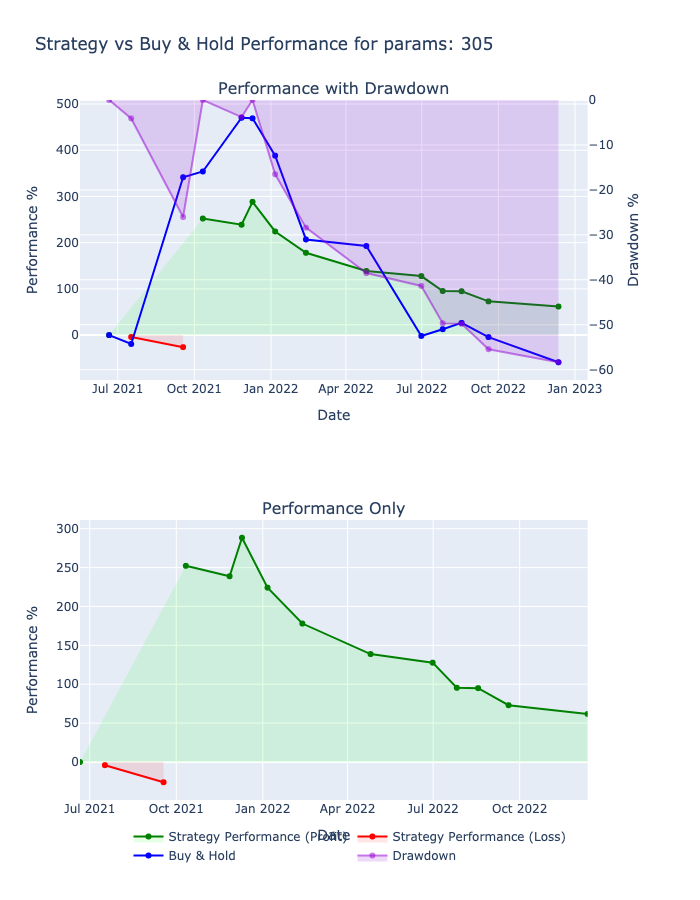 Strategy vs Buy & Hold Performance for params: 305
Performance with Drawdown
500
400
300
200
100
0
Performance %
0
−10
−20
−30
−40
−50
−60
Drawdown %
Jul 2021
Oct 2021
Jan 2022
Apr 2022
Jul 2022
Oct 2022
Jan 2023
Date
Performance Only
300
250
200
150
100
50
0
Performance %
Jul 2021
Oct 2021
Jan 2022
Apr 2022
Jul 2022
Oct 2022
Date
Strategy Performance (Profit)
Strategy Performance (Loss)
Buy & Hold
Drawdown